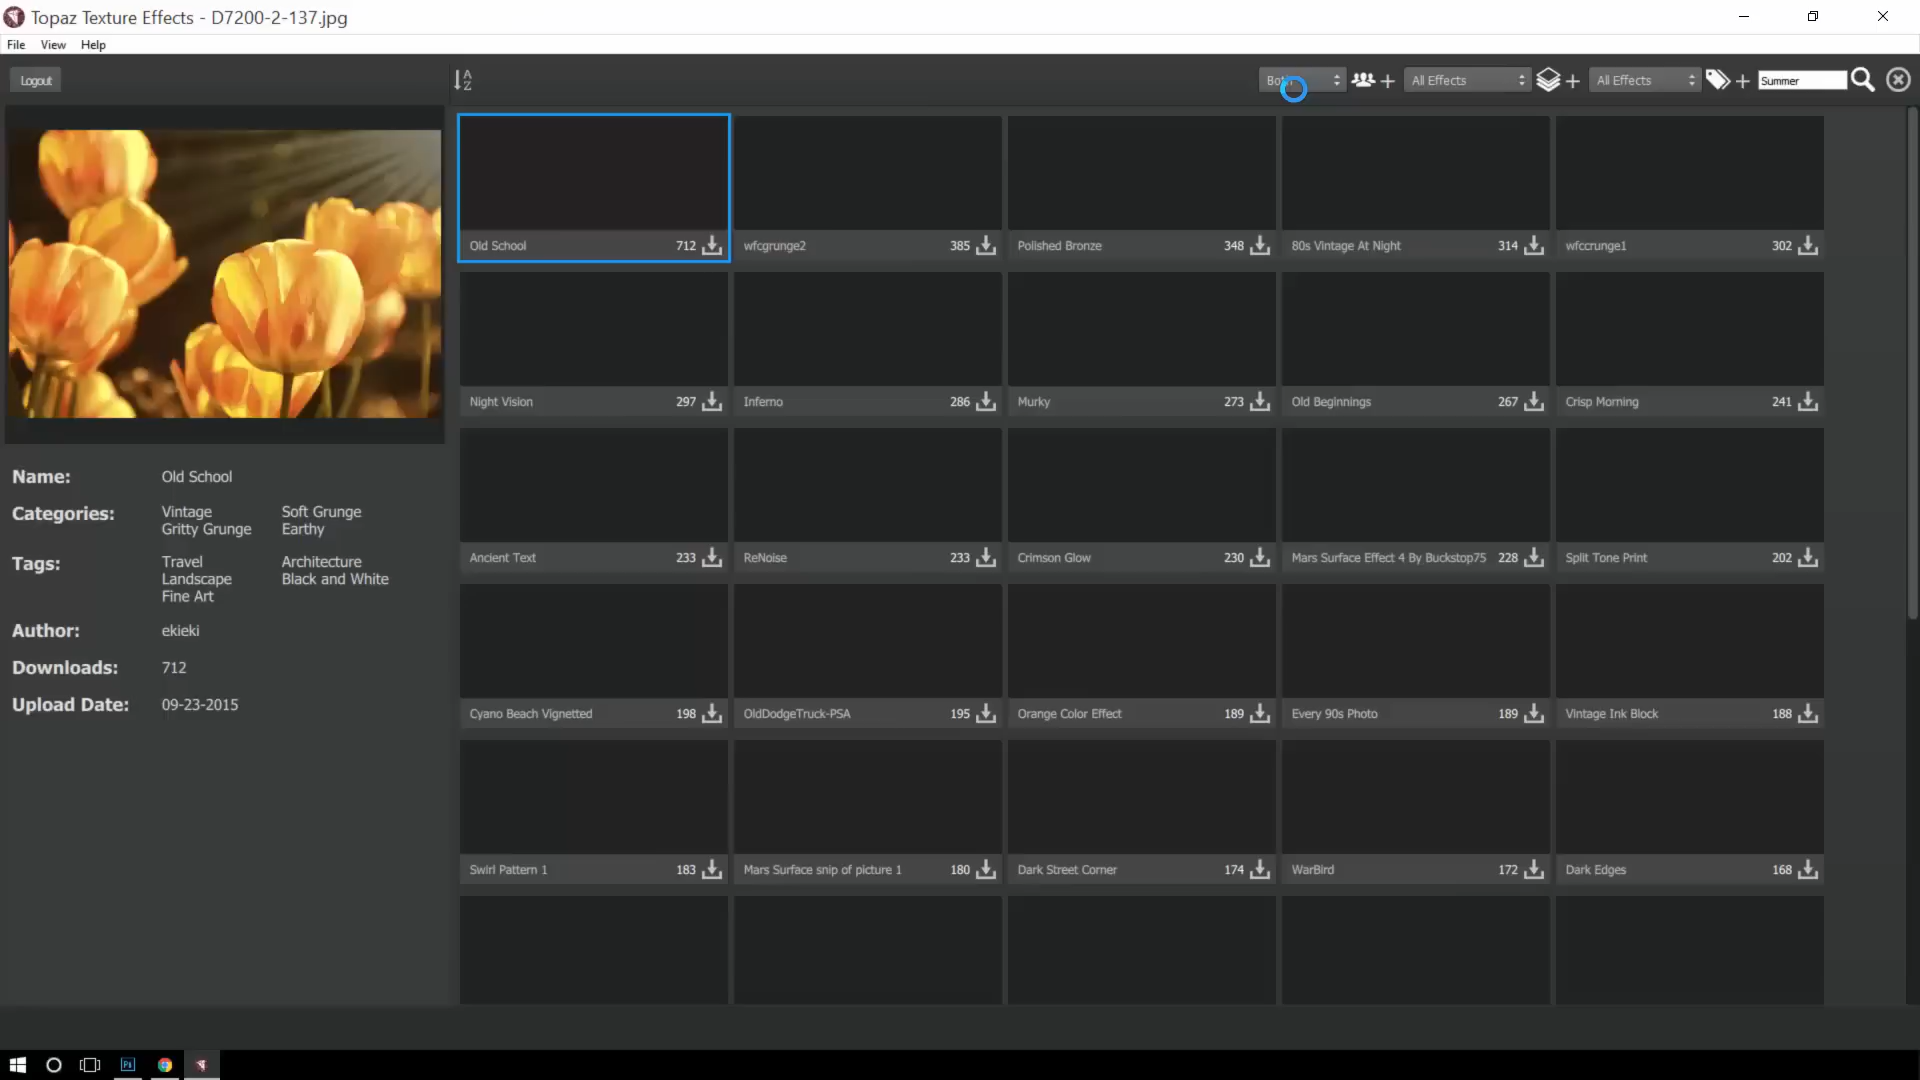 Topaz Texture Effects - D7200-2-137.jpg
File View Help
Logout
A
Z
Both
All Effects
All Effects
Summer
Old School 712
wfcgrunge2 385
Polished Bronze 348
80s Vintage At Night 314
wfccrunge1 302
Night Vision 297
Inferno 286
Murky 273
Old Beginnings 267
Crisp Morning 241
Ancient Text 233
ReNoise 233
Crimson Glow 230
Mars Surface Effect 4 By Buckstop75 228
Split Tone Print 202
Cyano Beach Vignetted 198
OldDodgeTruck-PSA 195
Orange Color Effect 189
Every 90s Photo 189
Vintage Ink Block 188
Swirl Pattern 1 183
Mars Surface snip of picture 1 180
Dark Street Corner 174
WarBird 172
Dark Edges 168
Name: Old School
Categories: Vintage Soft Grunge
Gritty Grunge Earthy
Tags: Travel Architecture
Landscape Black and White
Fine Art
Author: ekieki
Downloads: 712
Upload Date: 09-23-2015